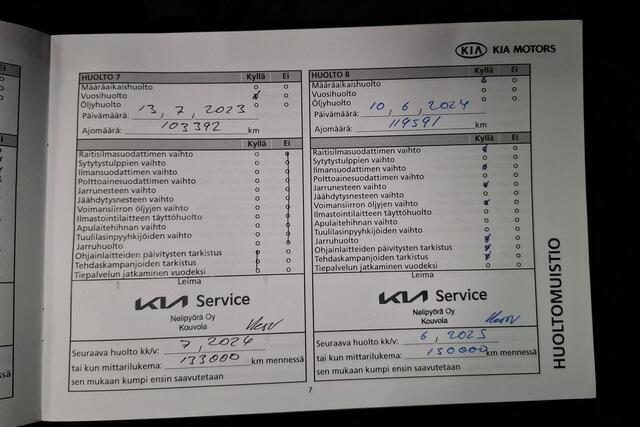 KIA KIA MOTORS
HUOLTO 7 Kyllä Ei
Määräaikaishuolto
Vuosihuolto
Öljyhuolto
Päivämäärä: 13, 7, 2023
Ajomäärä: 103392 km
Raitisilmasuodattimen vaihto
Sytytystulppien vaihto
Ilmansuodattimen vaihto
Polttoainesuodattimen vaihto
Jarrunesteen vaihto
Jäähdytysnesteen vaihto
Voimansiirron öljyjen vaihto
Ilmastointilaitteen täyttöhuolto
Apulaitehihnan vaihto
Tuulilasinpyyhkijöiden vaihto
Jarruhuolto
Ohjainlaitteiden päivitysten tarkistus
Tehdaskampanjoiden tarkistus
Tiepalvelun jatkaminen vuodeksi
Leima
KIA Service
Nelipyörä Oy
Kouvola
Seuraava huolto kk/v: 7, 2024
tai kun mittarilukema: 133000 km mennessä
sen mukaan kumpi ensin saavutetaan
HUOLTO 8 Kyllä Ei
Määräaikaishuolto
Vuosihuolto
Öljyhuolto
Päivämäärä: 10, 6, 2024
Ajomäärä: 119591 km
Kyllä Ei
Raitisilmasuodattimen vaihto
Sytytystulppien vaihto
Ilmansuodattimen vaihto
Polttoainesuodattimen vaihto
Jarrunesteen vaihto
Jäähdytysnesteen vaihto
Voimansiirron öljyjen vaihto
Ilmastointilaitteen täyttöhuolto
Apulaitehihnan vaihto
Tuulilasinpyyhkijöiden vaihto
Jarruhuolto
Ohjainlaitteiden päivitysten tarkistus
Tehdaskampanjoiden tarkistus
Tiepalvelun jatkaminen vuodeksi
Leima
KIA Service
Nelipyörä Oy
Kouvola
Seuraava huolto kk/v: 6, 2025
tai kun mittarilukema: 150000 km mennessä
sen mukaan kumpi ensin saavutetaan
7
HUOLTOMUISTIO